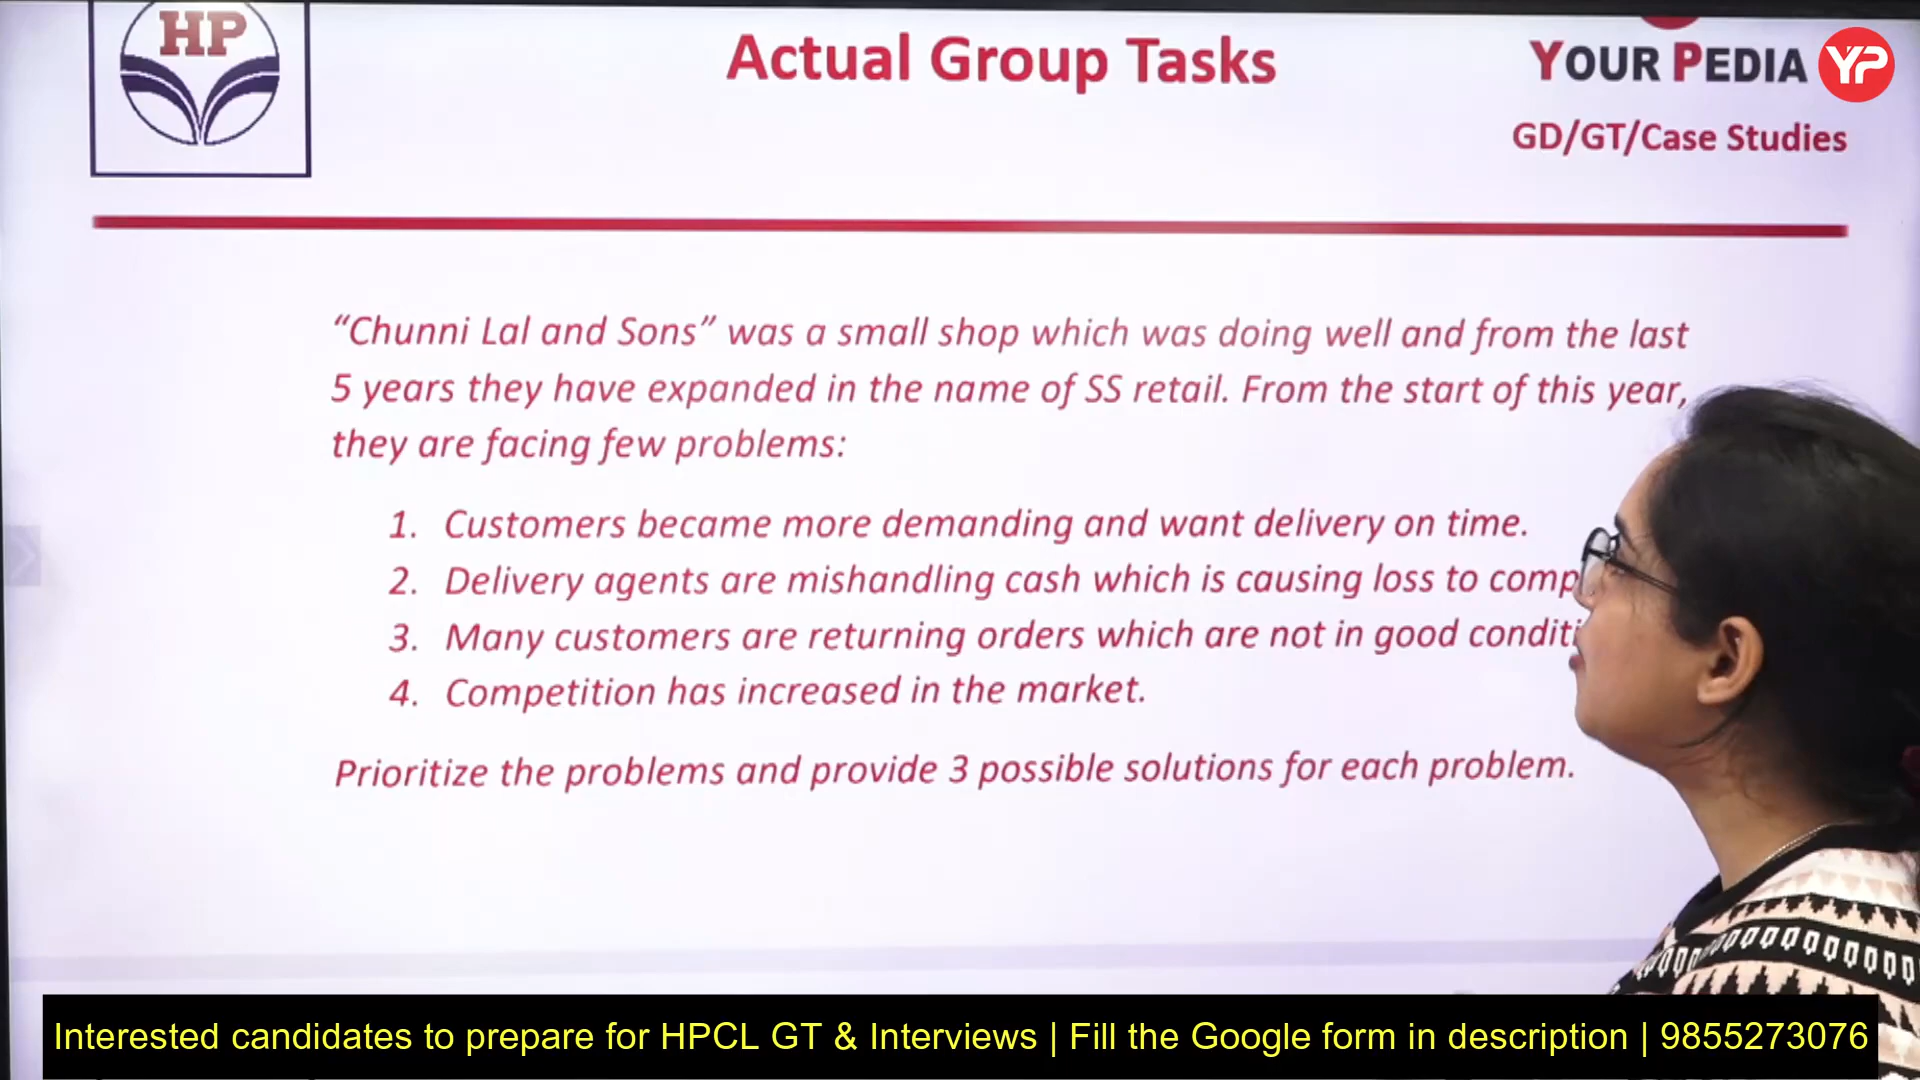 HP
Actual Group Tasks
YOUR PEDIA YP
GD/GT/Case Studies
“Chunni Lal and Sons” was a small shop which was doing well and from the last
5 years they have expanded in the name of SS retail. From the start of this year,
they are facing few problems:
1. Customers became more demanding and want delivery on time.
2. Delivery agents are mishandling cash which is causing loss to comp
3. Many customers are returning orders which are not in good conditi
4. Competition has increased in the market.
Prioritize the problems and provide 3 possible solutions for each problem.
Interested candidates to prepare for HPCL GT & Interviews | Fill the Google form in description | 9855273076